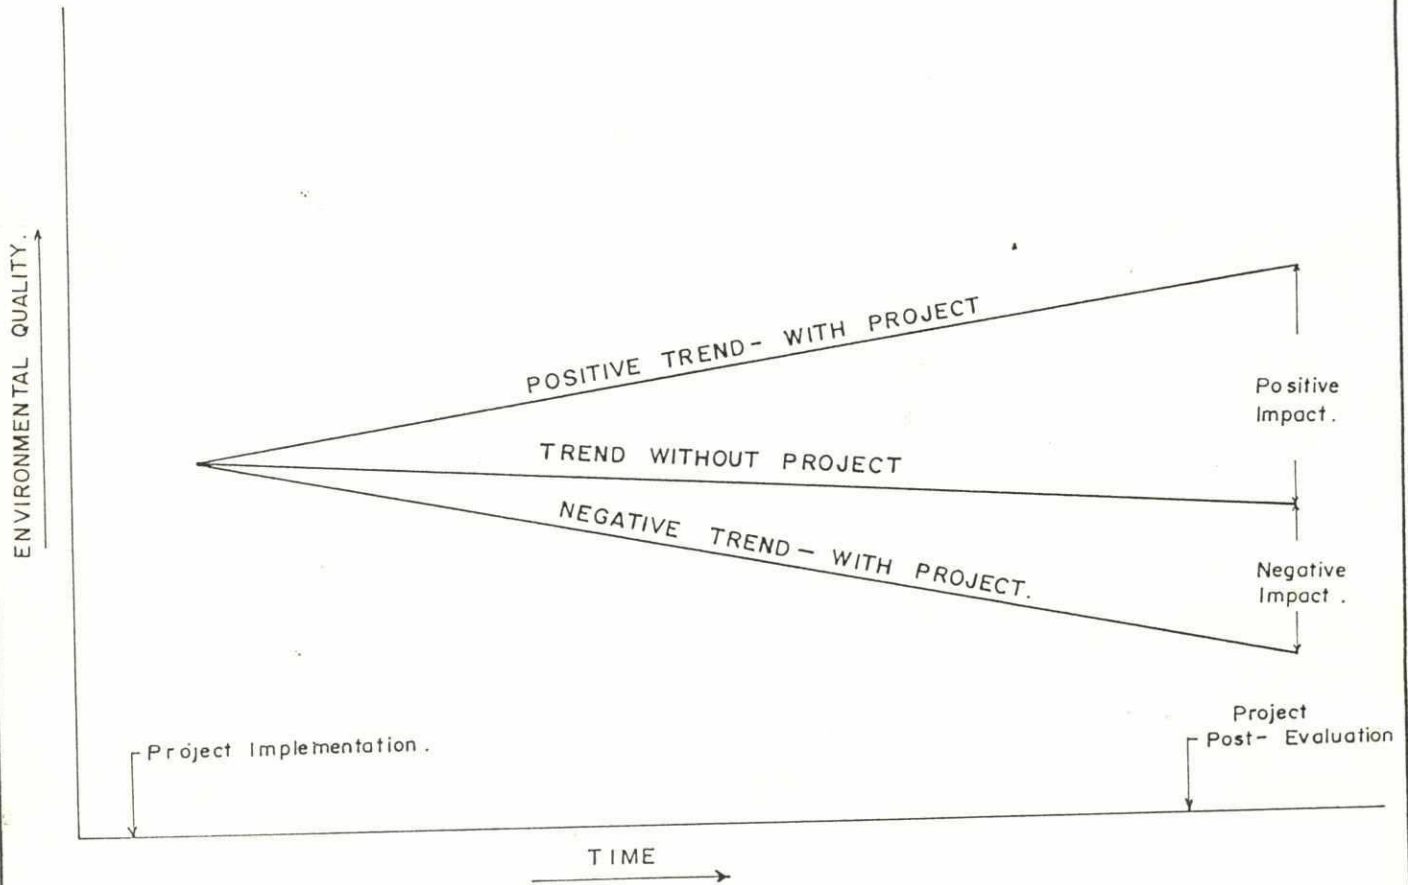 ENVIRONMENTAL QUALITY.
POSITIVE TREND- WITH PROJECT
Positive
Impact.
TREND WITHOUT PROJECT
NEGATIVE TREND- WITH PROJECT.
Negative
Impact.
Project Implementation.
Project
Post- Evaluation
TIME